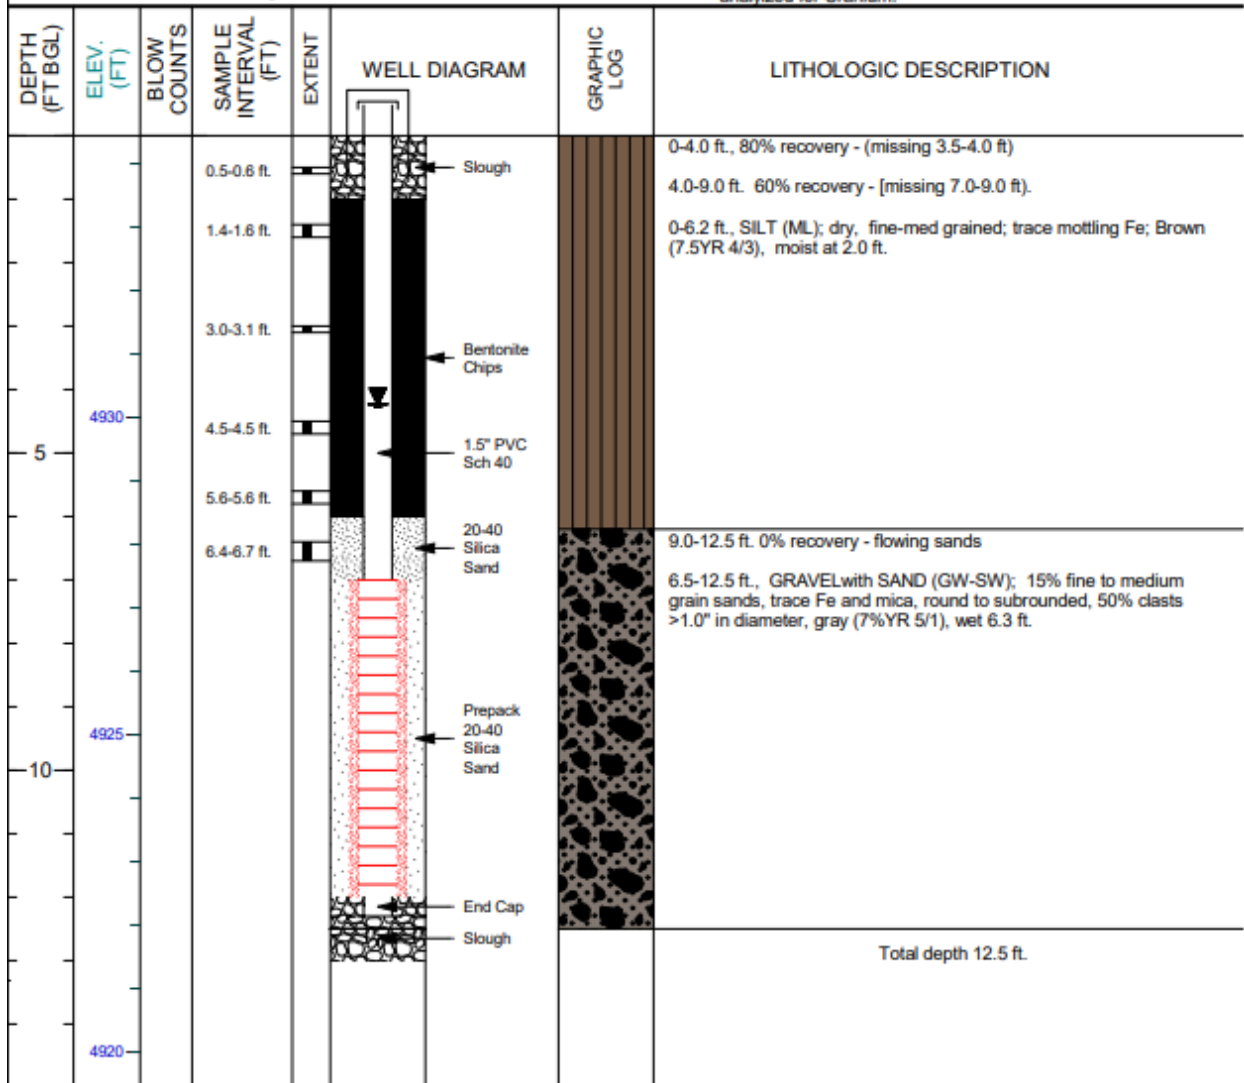 analyzed for Uranium.
DEPTH
(FT BGL)
ELEV.
(FT)
BLOW
COUNTS
SAMPLE
INTERVAL
(FT)
EXTENT
WELL DIAGRAM
GRAPHIC
LOG
LITHOLOGIC DESCRIPTION
0-4.0 ft., 80% recovery - (missing 3.5-4.0 ft)
0.5-0.6 ft.
Slough
4.0-9.0 ft. 60% recovery - [missing 7.0-9.0 ft).
1.4-1.6 ft.
0-6.2 ft., SILT (ML); dry, fine-med grained; trace mottling Fe; Brown
(7.5YR 4/3), moist at 2.0 ft.
3.0-3.1 ft.
Bentonite
Chips
4930
4.5-4.5 ft.
5
1.5" PVC
Sch 40
5.6-5.6 ft.
20-40
Silica
Sand
6.4-6.7 ft.
9.0-12.5 ft. 0% recovery - flowing sands
6.5-12.5 ft., GRAVELwith SAND (GW-SW); 15% fine to medium
grain sands, trace Fe and mica, round to subrounded, 50% clasts
>1.0" in diameter, gray (7%YR 5/1), wet 6.3 ft.
4925
Prepack
20-40
Silica
Sand
10
End Cap
Slough
Total depth 12.5 ft.
4920